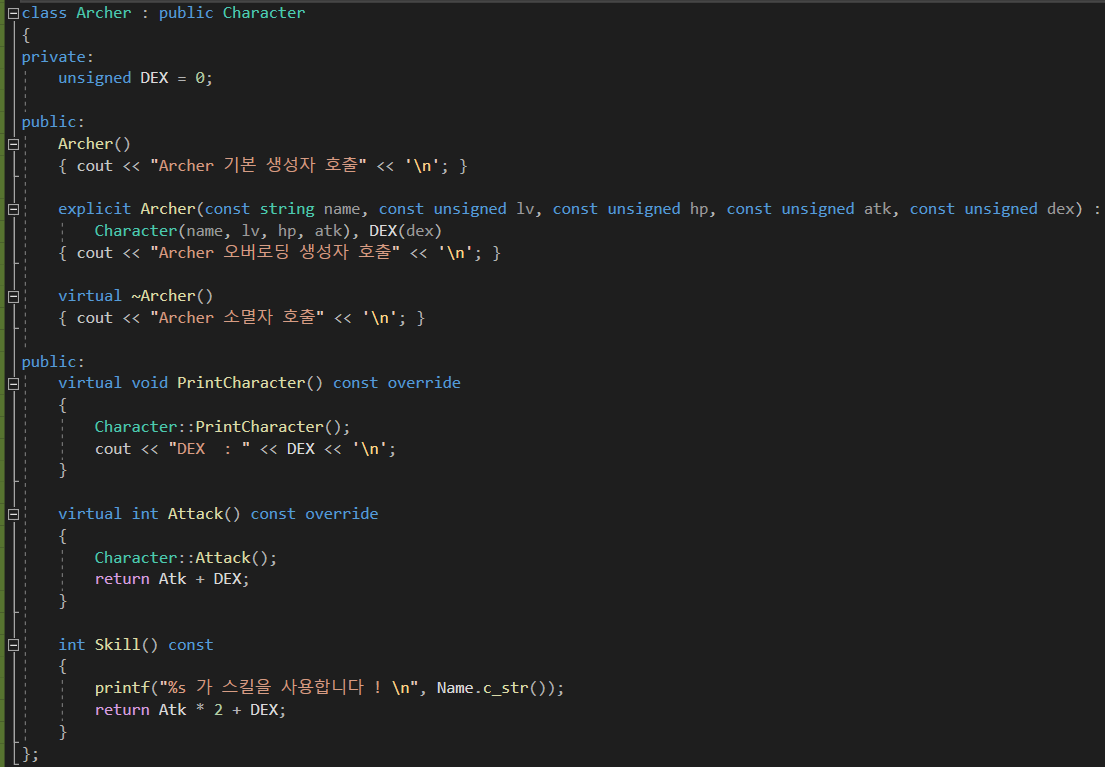 class Archer : public Character
{
private:
    unsigned DEX = 0;

public:
    Archer()
    { cout << "Archer 기본 생성자 호출" << '\n'; }

    explicit Archer(const string name, const unsigned lv, const unsigned hp, const unsigned atk, const unsigned dex) :
        Character(name, lv, hp, atk), DEX(dex)
    { cout << "Archer 오버로딩 생성자 호출" << '\n'; }

    virtual ~Archer()
    { cout << "Archer 소멸자 호출" << '\n'; }

public:
    virtual void PrintCharacter() const override
    {
        Character::PrintCharacter();
        cout << "DEX  : " << DEX << '\n';
    }

    virtual int Attack() const override
    {
        Character::Attack();
        return Atk + DEX;
    }

    int Skill() const
    {
        printf("%s 가 스킬을 사용합니다 ! \n", Name.c_str());
        return Atk * 2 + DEX;
    }
};